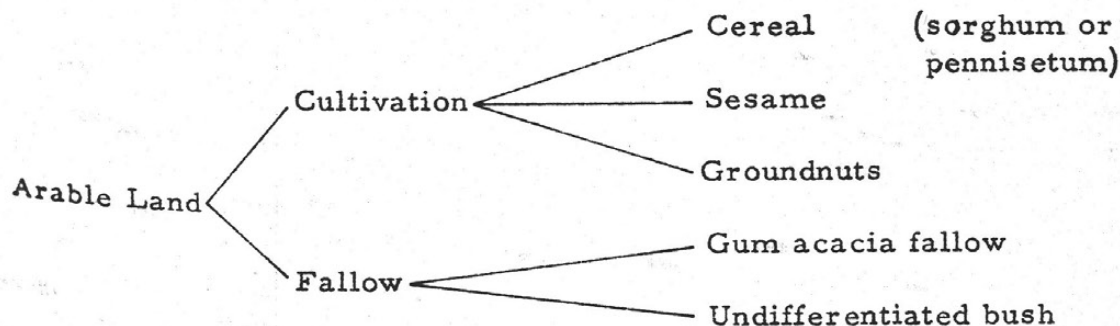 Cereal (sorghum or
pennisetum)
Cultivation
Sesame
Groundnuts
Arable Land
Gum acacia fallow
Fallow
Undifferentiated bush